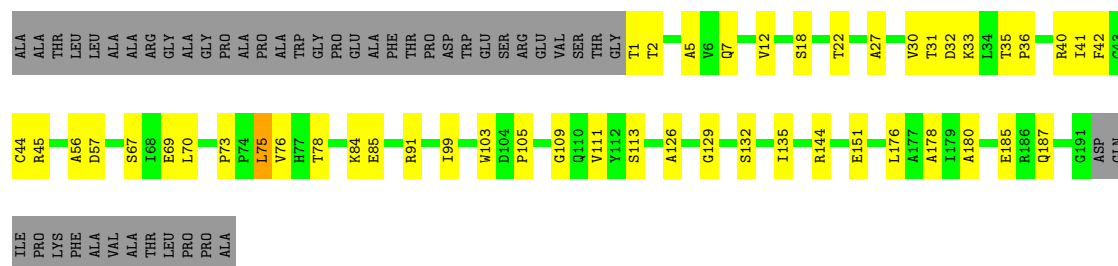 ALA ALA THR LEU LEU ALA ALA ARG GLY ALA GLY PRO ALA PRO ALA TRP GLY PRO GLU ALA PHE THR TRP PRO ASP TRP GLU SER ARG GLU VAL SER THR GLY T1 T2 A5 V6 Q7 V12 S18 T22 A27 V30 T31 D32 K33 L34 T35 P36 R40 I41 F42
C44 R45 A56 D57 S67 I68 E69 L70 P73 P74 L75 V76 H77 T78 K84 E85 R91 I99 W103 D104 P105 G109 Q110 V111 Y112 S113 A126 G129 S132 I135 R144 E151 L176 A177 A178 I179 A180 E185 R186 Q187 G191 ASP GLN
ILE PRO LYS PHE ALA VAL ALA THR LEU PRO PRO ALA